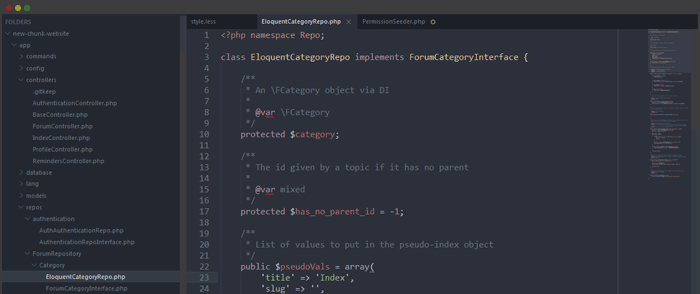 FOLDERS
new-chunk-website
app
commands
config
controllers
.gitkeep
AuthenticationController.php
BaseController.php
ForumController.php
IndexController.php
ProfileController.php
RemindersController.php
database
lang
models
repos
authentication
AuthAuthenticationRepo.php
AuthenticationRepoInterface.php
ForumRepository
Category
EloquentCategoryRepo.php
ForumCategoryInterface.php
style.less
EloquentCategoryRepo.php
PermissionSeeder.php
1 <?php namespace Repo;
2
3 class EloquentCategoryRepo implements ForumCategoryInterface {
4
5 /**
6 * An \FCategory object via DI
7 *
8 * @var \FCategory
9 */
10 protected $category;
11
12 /**
13 * The id given by a topic if it has no parent
14 *
15 * @var mixed
16 */
17 protected $has_no_parent_id = -1;
18
19 /**
20 * List of values to put in the pseudo-index object
21 */
22 public $pseudoVals = array(
23 'title' => 'Index',
24 'slug' => '',